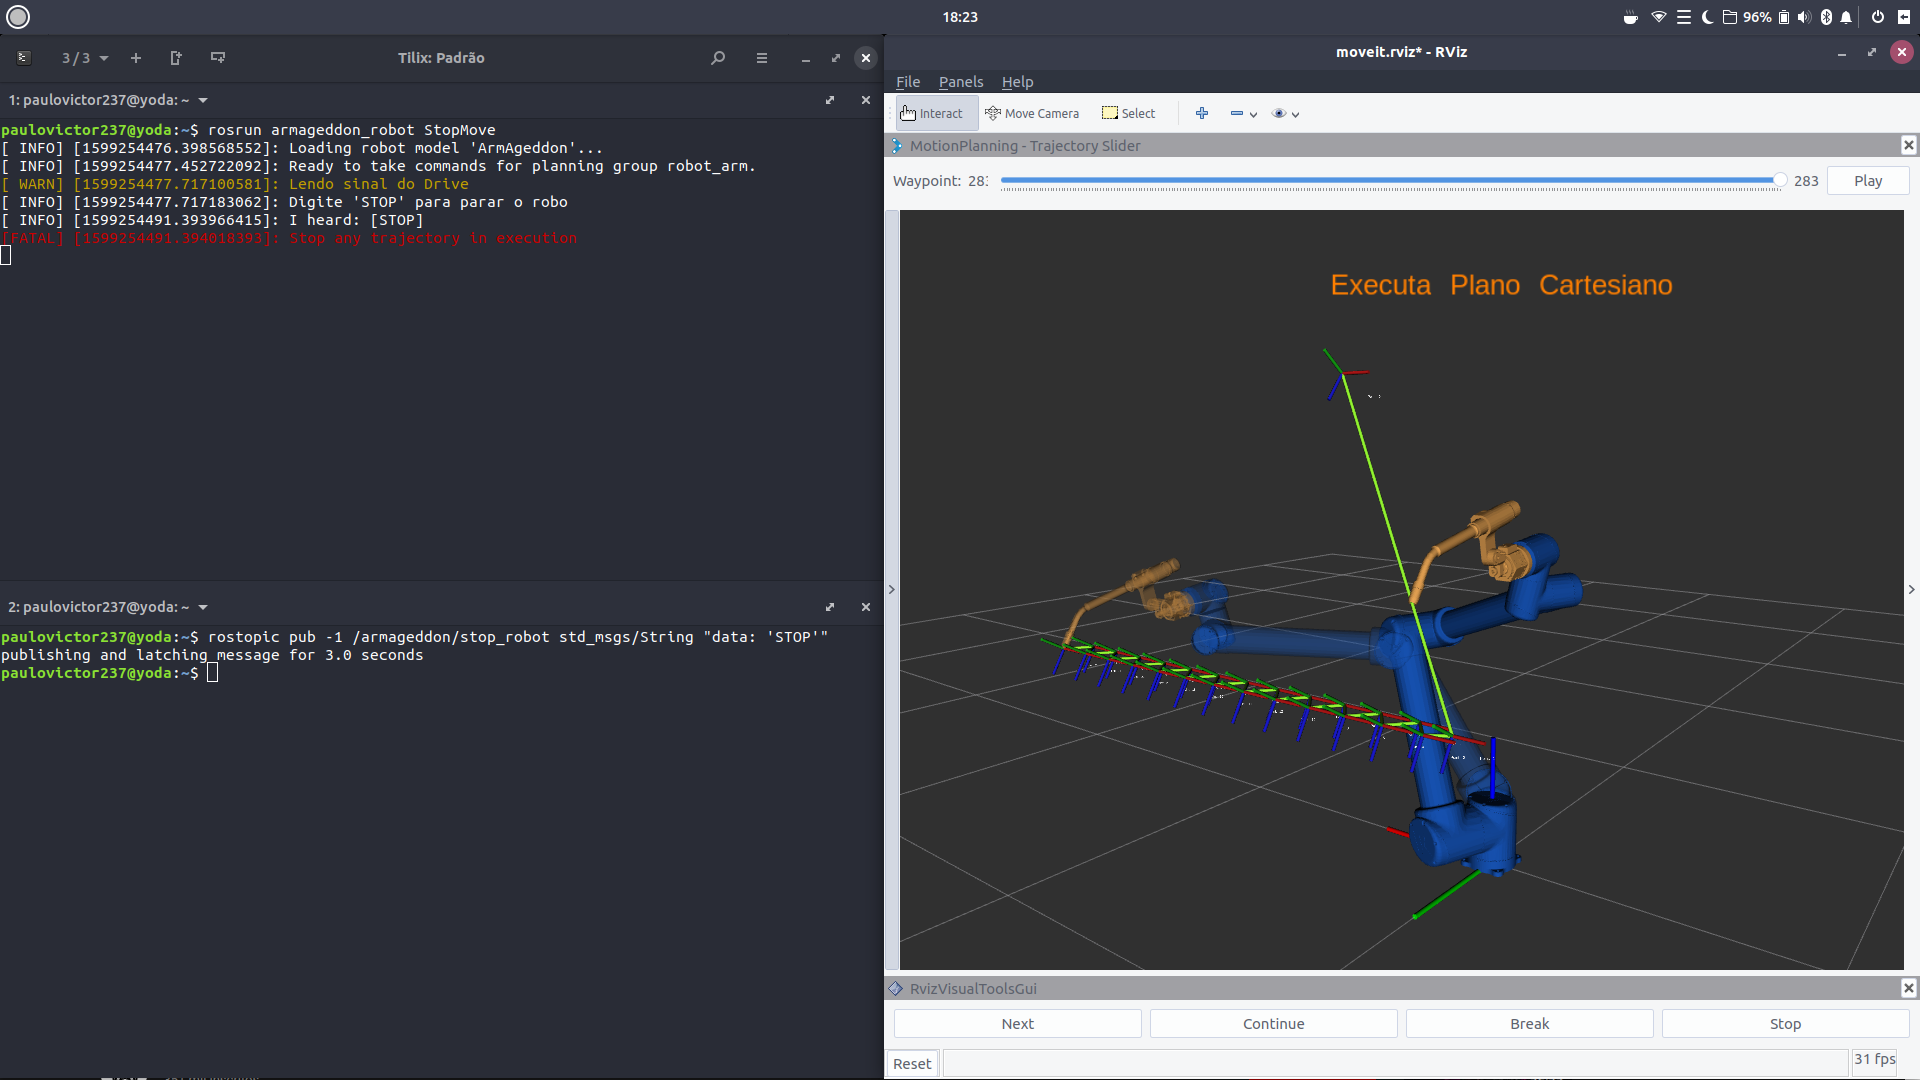 18:23
96%
3 / 3
Tilix: Padrão
1: paulovictor237@yoda: ~
paulovictor237@yoda:~$ rosrun armageddon_robot StopMove
[ INFO] [1599254476.398568552]: Loading robot model 'ArmAgeddon'...
[ INFO] [1599254477.452722092]: Ready to take commands for planning group robot_arm.
[ WARN] [1599254477.717100581]: Lendo sinal do Drive
[ INFO] [1599254477.717183062]: Digite 'STOP' para parar o robo
[ INFO] [1599254491.393966415]: I heard: [STOP]
[FATAL] [1599254491.394018393]: Stop any trajectory in execution
2: paulovictor237@yoda: ~
paulovictor237@yoda:~$ rostopic pub -1 /armageddon/stop_robot std_msgs/String "data: 'STOP'"
publishing and latching message for 3.0 seconds
paulovictor237@yoda:~$
moveit.rviz* - RViz
File Panels Help
Interact Move Camera Select
MotionPlanning - Trajectory Slider
Waypoint: 283 Play
Executa Plano Cartesiano
RvizVisualToolsGui
Next Continue Break Stop
Reset
31 fps